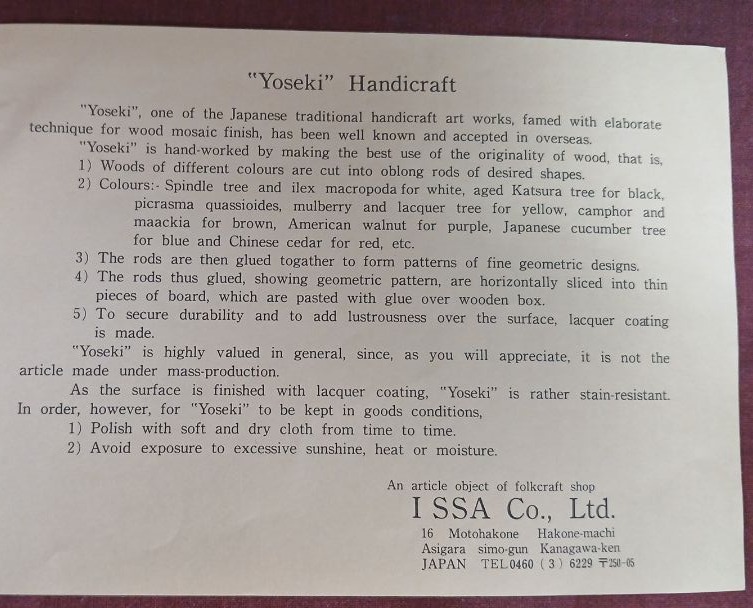 "Yoseki" Handicraft
"Yoseki", one of the Japanese traditional handicraft art works, famed with elaborate
technique for wood mosaic finish, has been well known and accepted in overseas.
"Yoseki" is hand-worked by making the best use of the originality of wood, that is,
1) Woods of different colours are cut into oblong rods of desired shapes.
2) Colours:- Spindle tree and ilex macropoda for white, aged Katsura tree for black,
picrasma quassioides, mulberry and lacquer tree for yellow, camphor and
maackia for brown, American walnut for purple, Japanese cucumber tree
for blue and Chinese cedar for red, etc.
3) The rods are then glued togather to form patterns of fine geometric designs.
4) The rods thus glued, showing geometric pattern, are horizontally sliced into thin
pieces of board, which are pasted with glue over wooden box.
5) To secure durability and to add lustrousness over the surface, lacquer coating
is made.
"Yoseki" is highly valued in general, since, as you will appreciate, it is not the
article made under mass-production.
As the surface is finished with lacquer coating, "Yoseki" is rather stain-resistant.
In order, however, for "Yoseki" to be kept in goods conditions,
1) Polish with soft and dry cloth from time to time.
2) Avoid exposure to excessive sunshine, heat or moisture.
An article object of folkcraft shop
ISSA Co., Ltd.
16 Motohakone Hakone-machi
Asigara simo-gun Kanagawa-ken
JAPAN TEL 0460 (3) 6229 〒250-05